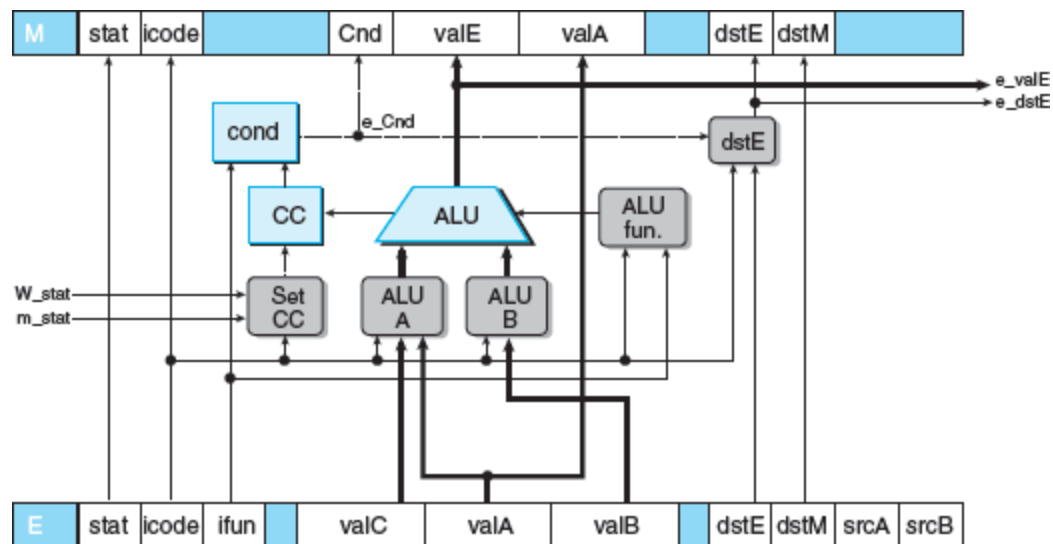 M stat icode Cnd valE valA dstE dstM
e_valE
e_dstE
e_Cnd
cond
dstE
CC
ALU
ALU
fun.
W_stat
m_stat
Set
CC
ALU
A
ALU
B
E stat icode ifun valC valA valB dstE dstM srcA srcB